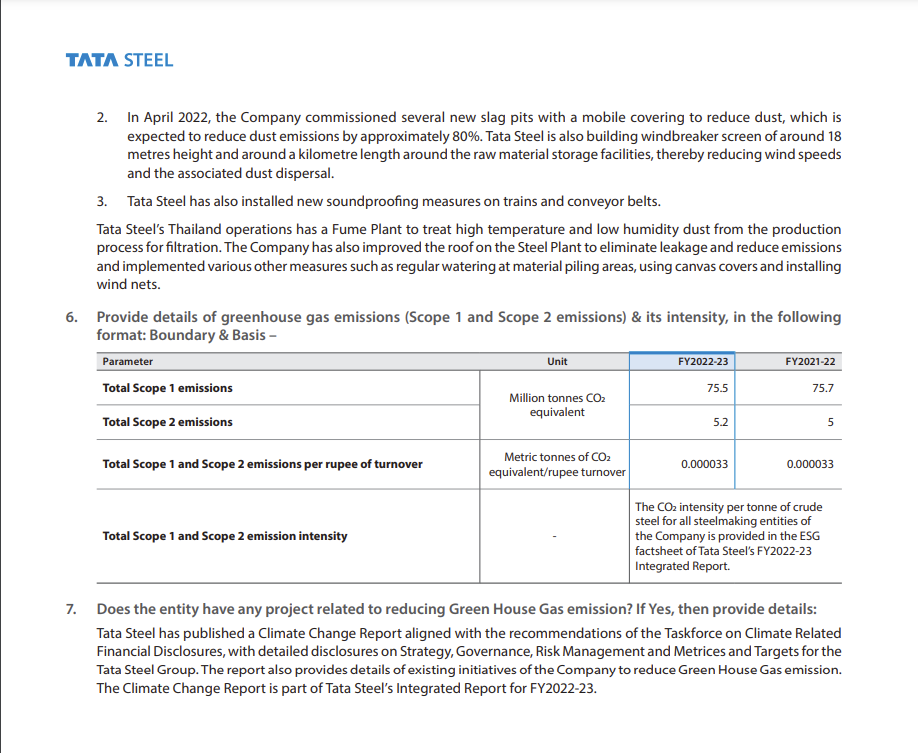 TATA STEEL
2. In April 2022, the Company commissioned several new slag pits with a mobile covering to reduce dust, which is
expected to reduce dust emissions by approximately 80%. Tata Steel is also building windbreaker screen of around 18
metres height and around a kilometre length around the raw material storage facilities, thereby reducing wind speeds
and the associated dust dispersal.
3. Tata Steel has also installed new soundproofing measures on trains and conveyor belts.
Tata Steel's Thailand operations has a Fume Plant to treat high temperature and low humidity dust from the production
process for filtration. The Company has also improved the roof on the Steel Plant to eliminate leakage and reduce emissions
and implemented various other measures such as regular watering at material piling areas, using canvas covers and installing
wind nets.
6. Provide details of greenhouse gas emissions (Scope 1 and Scope 2 emissions) & its intensity, in the following
format: Boundary & Basis –
Parameter Unit FY2022-23 FY2021-22
Total Scope 1 emissions 75.5 75.7
Million tonnes CO₂
equivalent
Total Scope 2 emissions 5.2 5
Metric tonnes of CO₂
Total Scope 1 and Scope 2 emissions per rupee of turnover 0.000033 0.000033
equivalent/rupee turnover
The CO₂ intensity per tonne of crude
steel for all steelmaking entities of
Total Scope 1 and Scope 2 emission intensity - the Company is provided in the ESG
factsheet of Tata Steel's FY2022-23
Integrated Report.
7. Does the entity have any project related to reducing Green House Gas emission? If Yes, then provide details:
Tata Steel has published a Climate Change Report aligned with the recommendations of the Taskforce on Climate Related
Financial Disclosures, with detailed disclosures on Strategy, Governance, Risk Management and Metrices and Targets for the
Tata Steel Group. The report also provides details of existing initiatives of the Company to reduce Green House Gas emission.
The Climate Change Report is part of Tata Steel's Integrated Report for FY2022-23.